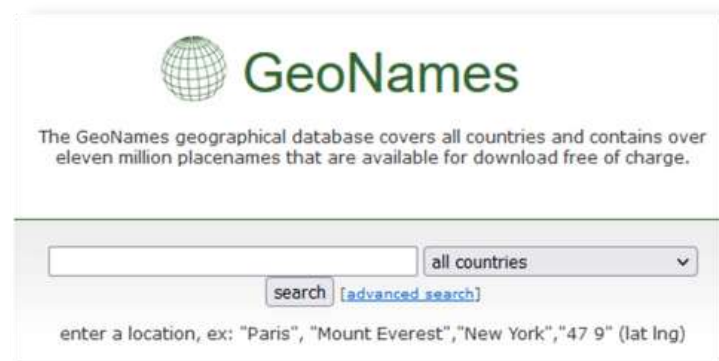 GeoNames
The GeoNames geographical database covers all countries and contains over
eleven million placenames that are available for download free of charge.
all countries
search [advanced search]
enter a location, ex: "Paris", "Mount Everest","New York","47 9" (lat lng)